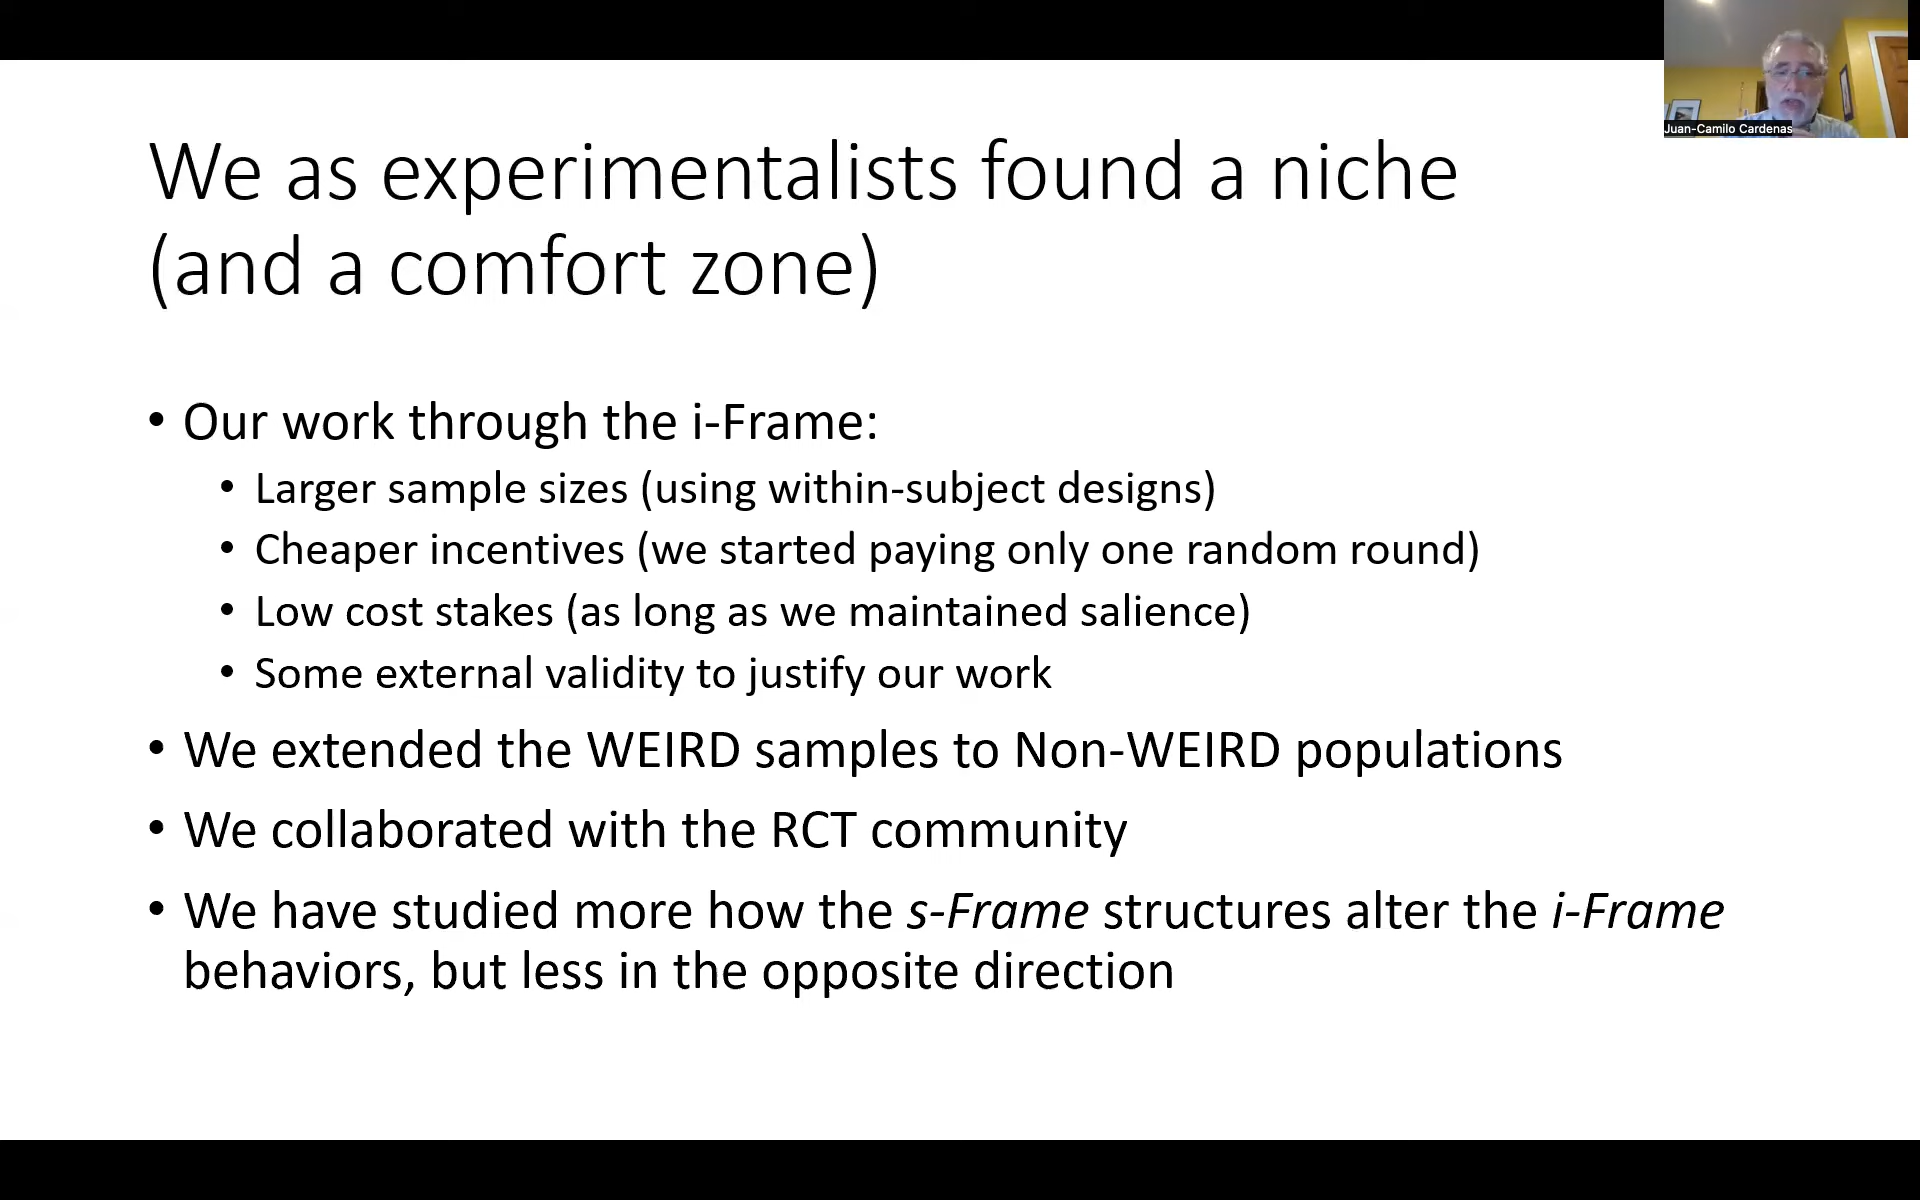 Juan-Camilo Cardenas
We as experimentalists found a niche
(and a comfort zone)
• Our work through the i-Frame:
• Larger sample sizes (using within-subject designs)
• Cheaper incentives (we started paying only one random round)
• Low cost stakes (as long as we maintained salience)
• Some external validity to justify our work
• We extended the WEIRD samples to Non-WEIRD populations
• We collaborated with the RCT community
• We have studied more how the s-Frame structures alter the i-Frame
behaviors, but less in the opposite direction